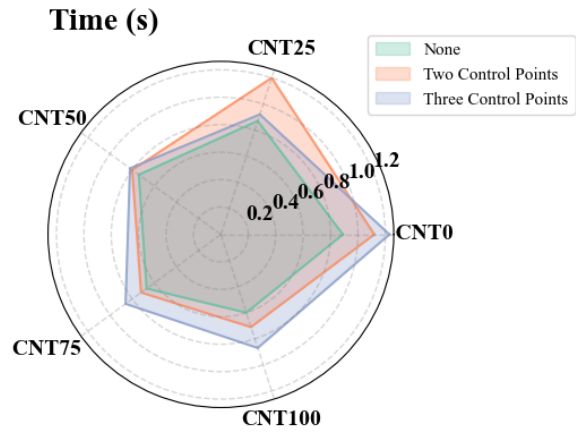 Time (s)
CNT25
None
Two Control Points
Three Control Points
CNT50
0.2 0.4 0.6 0.8 1.0 1.2
CNT0
CNT75
CNT100